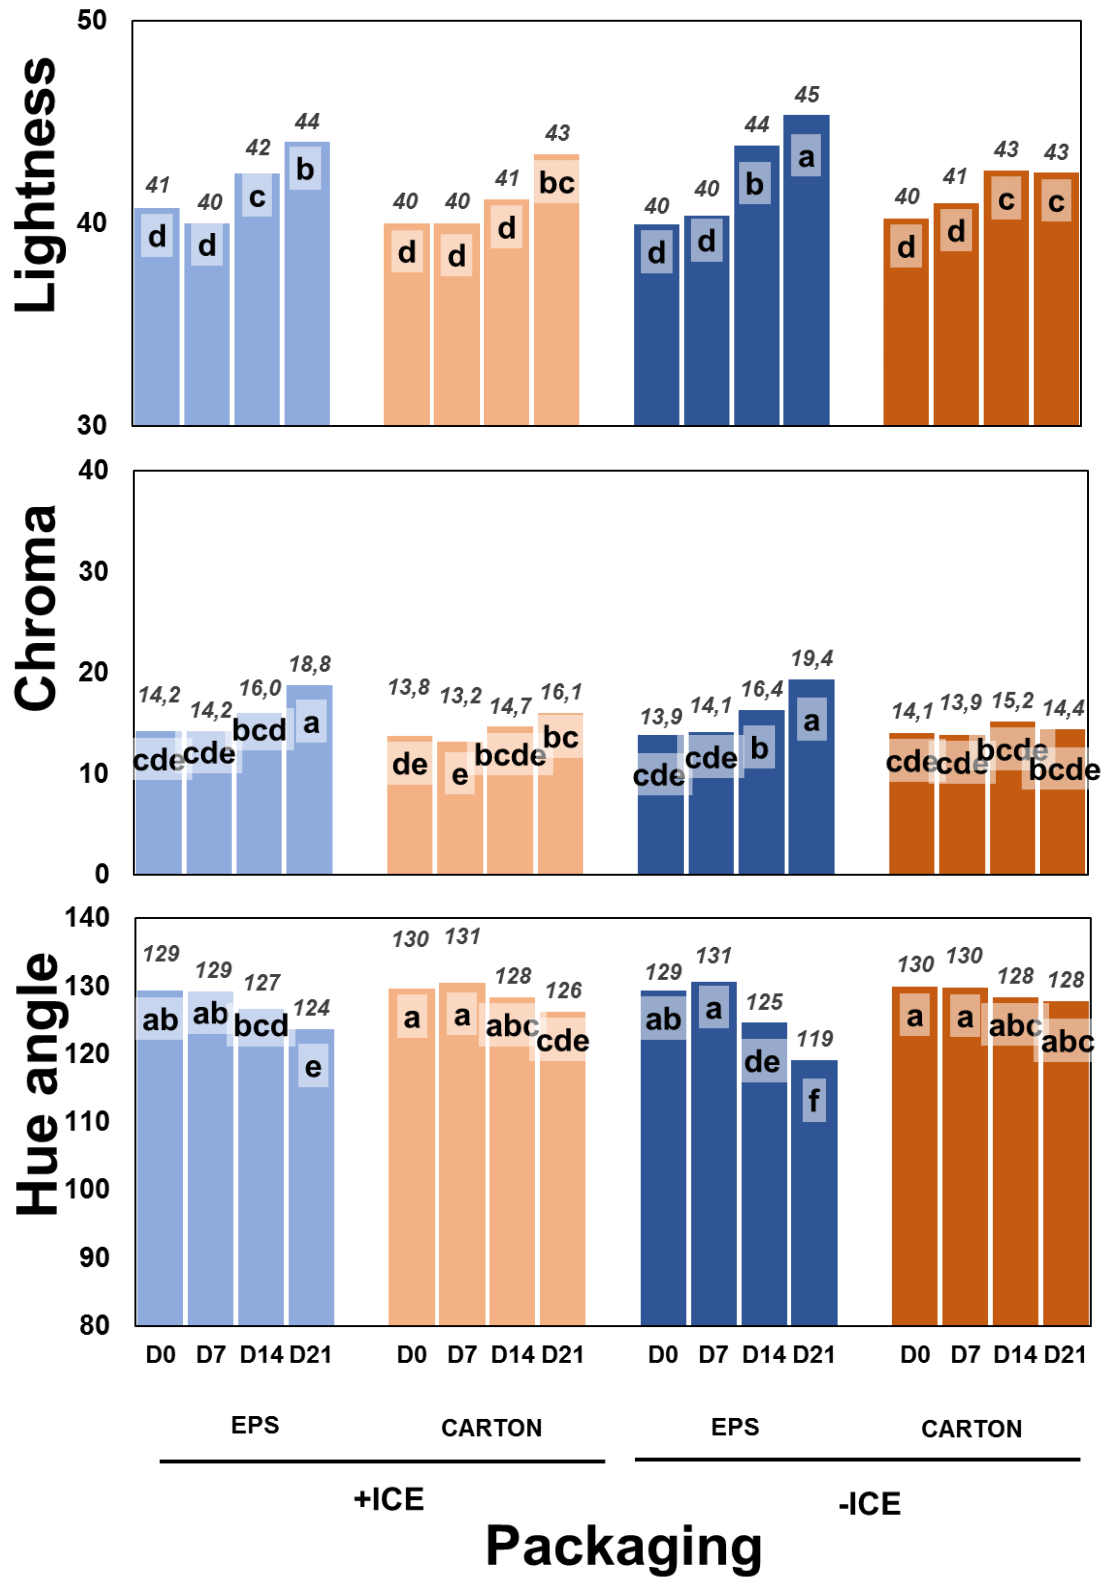 Lightness
50
40
30
41 40 42 44 40 40 41 43 40 40 44 45 40 41 43 43
d d c b d d d bc d d b a d d c c
Chroma
40
30
20
10
0
14,2 14,2 16,0 18,8 13,8 13,2 14,7 16,1 13,9 14,1 16,4 19,4 14,1 13,9 15,2 14,4
cde cde bcd a de e bcde bc cde cde b a cde cde bcde bcde
Hue angle
140
130
120
110
100
90
80
129 129 127 124 130 131 128 126 129 131 125 119 130 130 128 128
ab ab bcd e a a abc cde ab a de f a a abc abc
D0 D7 D14 D21 D0 D7 D14 D21 D0 D7 D14 D21 D0 D7 D14 D21
EPS CARTON EPS CARTON
+ICE -ICE
Packaging